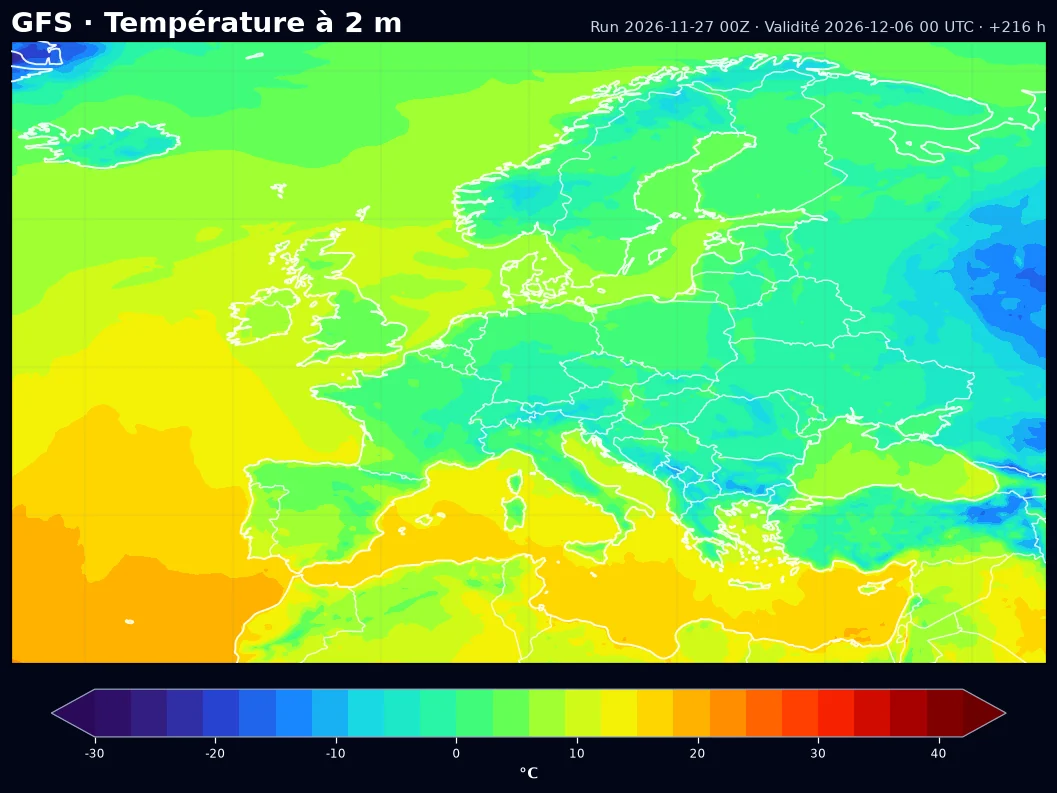 GFS · Température à 2 m
Run 2026-11-27 00Z · Validité 2026-12-06 00 UTC · +216 h
-30 -20 -10 0 10 20 30 40
°C